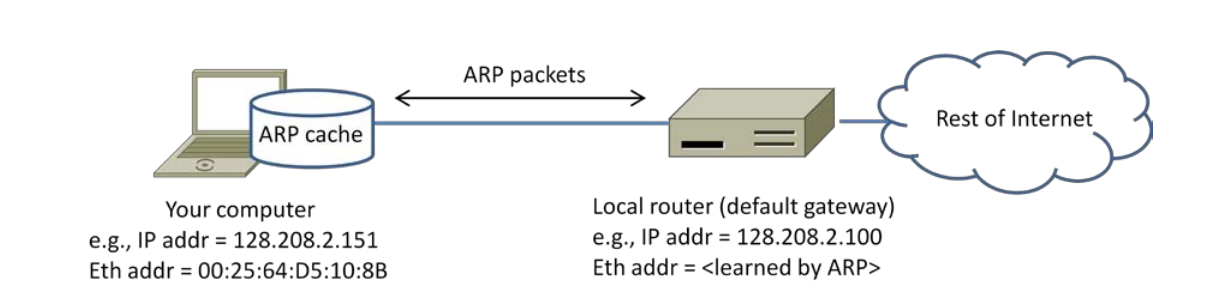 ARP packets
ARP cache
Rest of Internet
Your computer
e.g., IP addr = 128.208.2.151
Eth addr = 00:25:64:D5:10:8B
Local router (default gateway)
e.g., IP addr = 128.208.2.100
Eth addr = <learned by ARP>